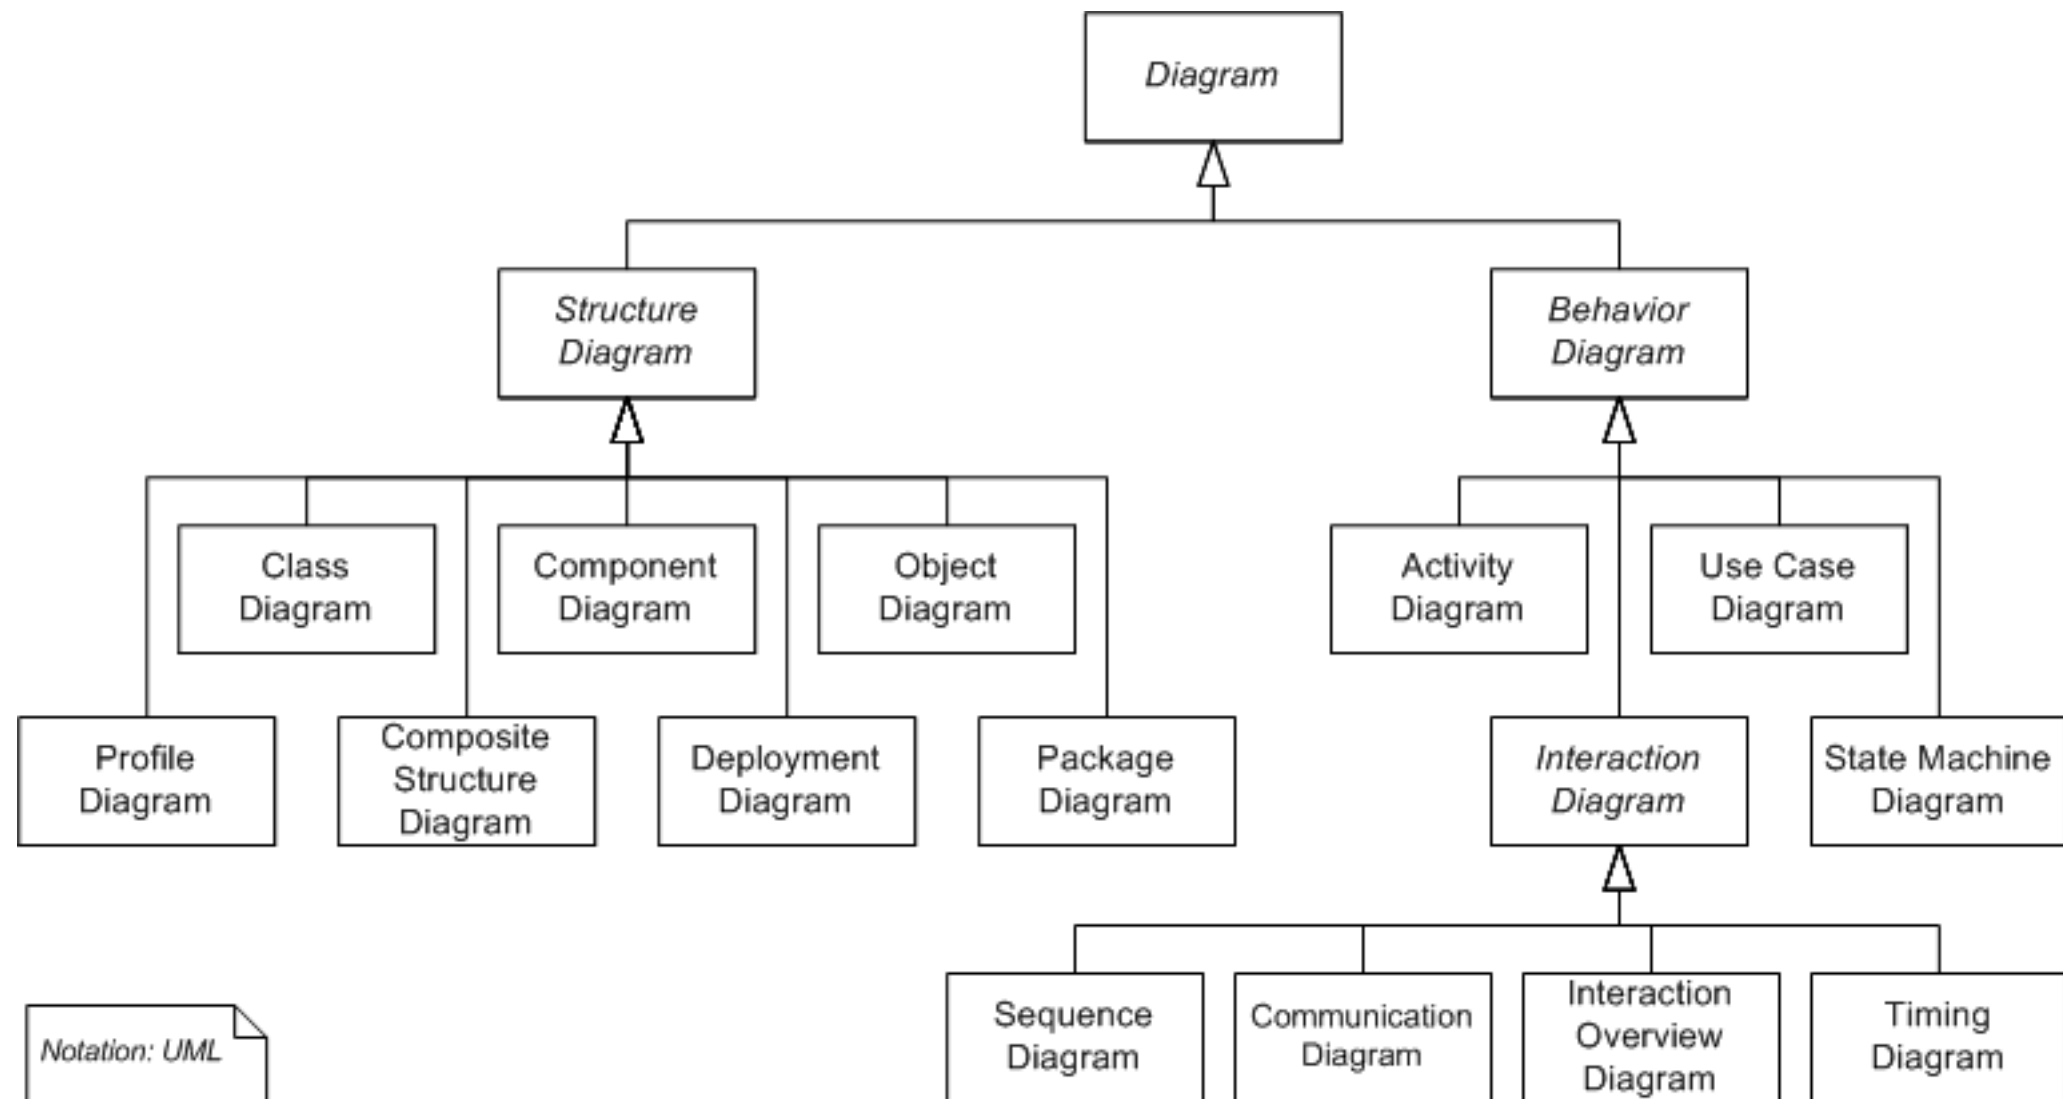 Diagram
Structure
Diagram
Behavior
Diagram
Class
Diagram
Component
Diagram
Object
Diagram
Activity
Diagram
Use Case
Diagram
Profile
Diagram
Composite
Structure
Diagram
Deployment
Diagram
Package
Diagram
Interaction
Diagram
State Machine
Diagram
Sequence
Diagram
Communication
Diagram
Interaction
Overview
Diagram
Timing
Diagram
Notation: UML